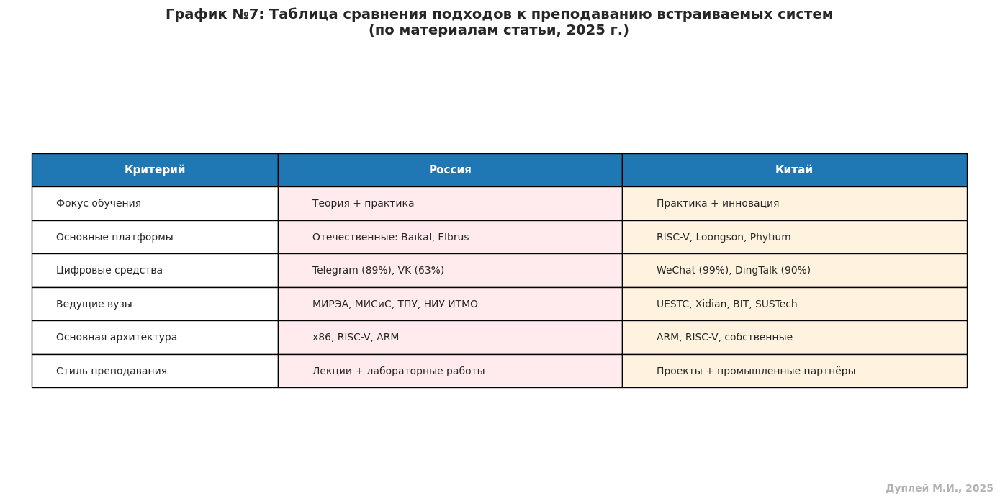 График №7: Таблица сравнения подходов к преподаванию встраиваемых систем
(по материалам статьи, 2025 г.)
Критерий Россия Китай
Фокус обучения Теория + практика Практика + инновация
Основные платформы Отечественные: Baikal, Elbrus RISC-V, Loongson, Phytium
Цифровые средства Telegram (89%), VK (63%) WeChat (99%), DingTalk (90%)
Ведущие вузы МИРЭА, МИСиС, ТПУ, НИУ ИТМО UESTC, Xidian, BIT, SUSTech
Основная архитектура x86, RISC-V, ARM ARM, RISC-V, собственные
Стиль преподавания Лекции + лабораторные работы Проекты + промышленные партнёры
Дуплей М.И., 2025